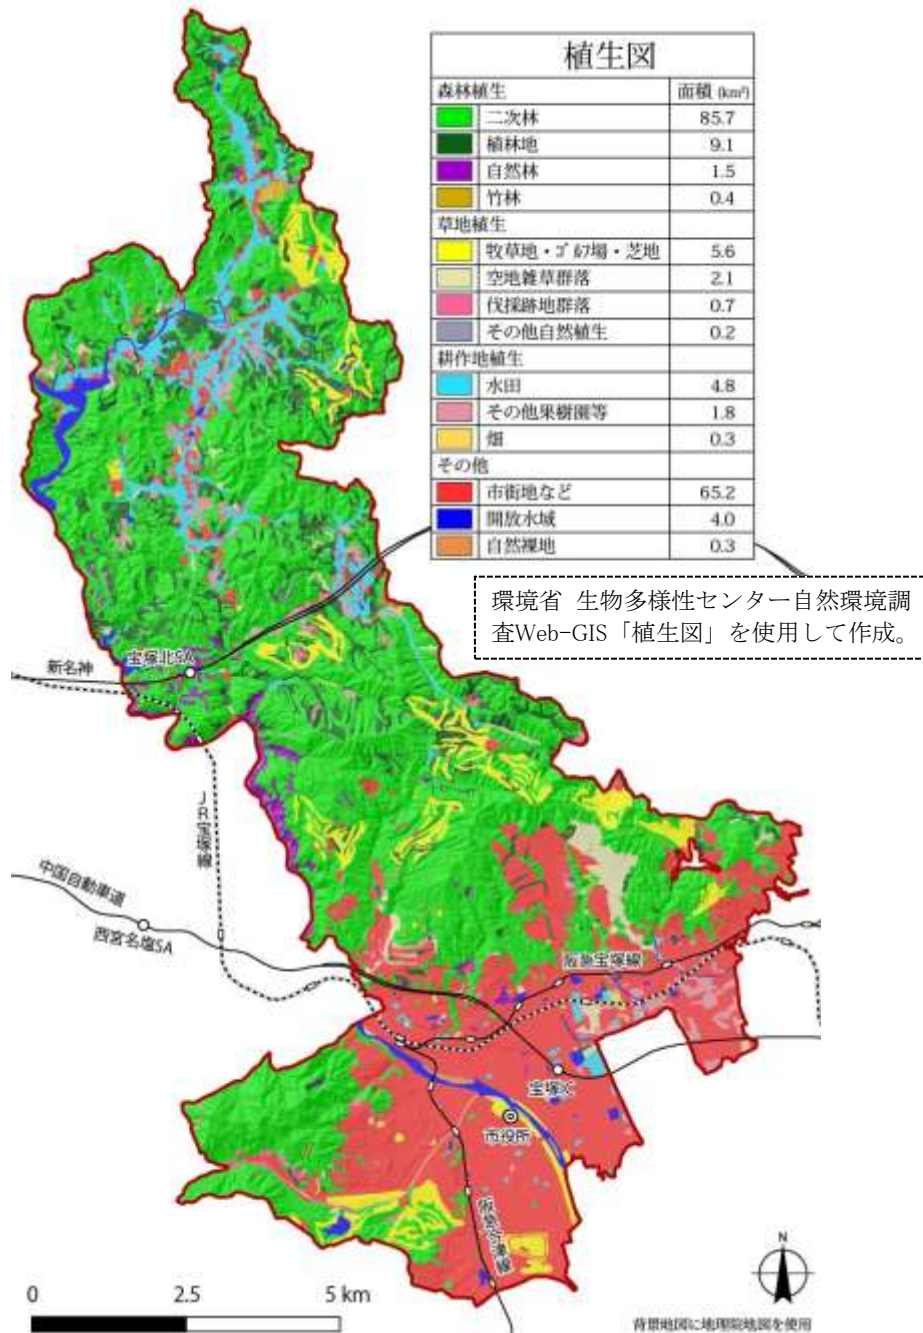 植生図
森林植生 面積 (km²)
二次林 85.7
植林地 9.1
自然林 1.5
竹林 0.4
草地植生
牧草地・ｺﾞﾙﾌ場・芝地 5.6
空地雑草群落 2.1
伐採跡地群落 0.7
その他自然植生 0.2
耕作地植生
水田 4.8
その他果樹園等 1.8
畑 0.3
その他
市街地など 65.2
開放水域 4.0
自然裸地 0.3
環境省 生物多様性センター自然環境調
査Web-GIS「植生図」を使用して作成。
宝塚北SA
新名神
JR宝塚線
中国自動車道
西宮名塩SA
阪急宝塚線
宝塚IC
市役所
阪急今津線
N
0 2.5 5 km
背景地図に地理院地図を使用